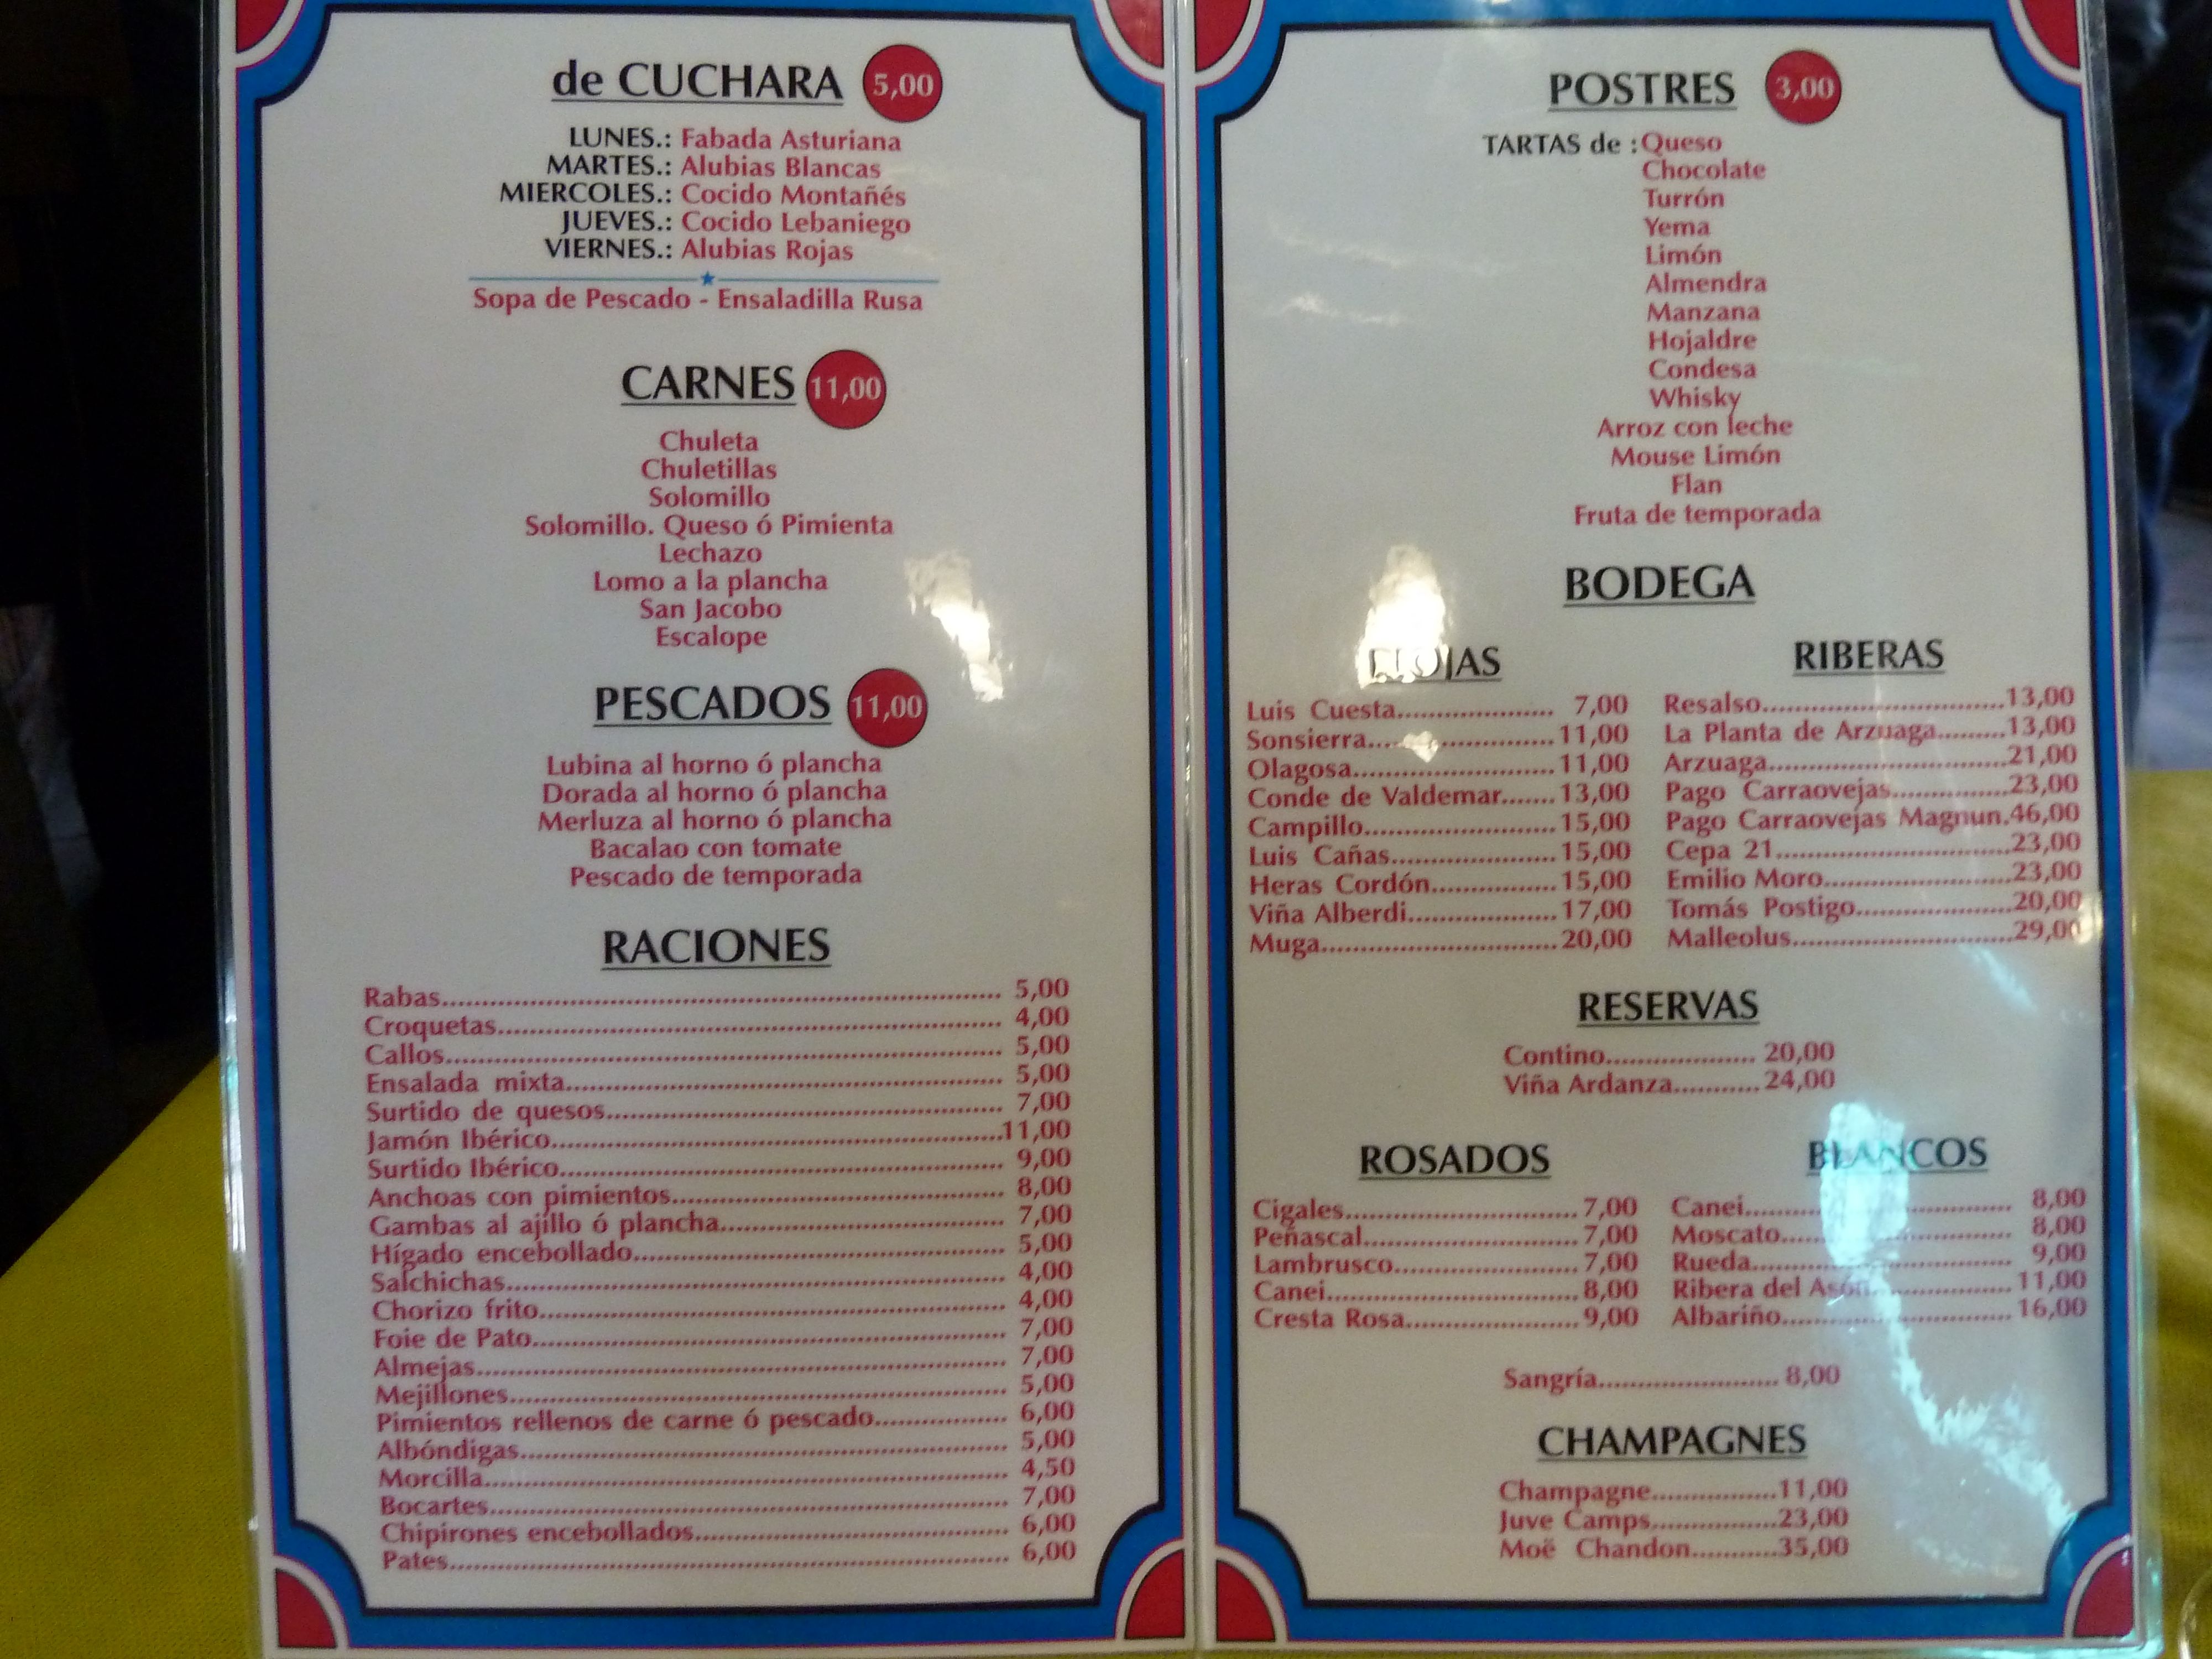 de CUCHARA 5,00
LUNES.: Fabada Asturiana
MARTES.: Alubias Blancas
MIERCOLES.: Cocido Montañés
JUEVES.: Cocido Lebaniego
VIERNES.: Alubias Rojas
Sopa de Pescado - Ensaladilla Rusa
CARNES 11,00
Chuleta
Chuletillas
Solomillo
Solomillo. Queso ó Pimienta
Lechazo
Lomo a la plancha
San Jacobo
Escalope
PESCADOS 11,00
Lubina al horno ó plancha
Dorada al horno ó plancha
Merluza al horno ó plancha
Bacalao con tomate
Pescado de temporada
RACIONES
Rabas 5,00
Croquetas 4,00
Callos 5,00
Ensalada mixta 5,00
Surtido de quesos 7,00
Jamón Ibérico 11,00
Surtido Ibérico 9,00
Anchoas con pimientos 8,00
Gambas al ajillo ó plancha 7,00
Hígado encebollado 5,00
Salchichas 4,00
Chorizo frito 4,00
Foie de Pato 7,00
Almejas 7,00
Mejillones 5,00
Pimientos rellenos de carne ó pescado 6,00
Albóndigas 5,00
Morcilla 4,50
Bocartes 7,00
Chipirones encebollados 6,00
Pates 6,00
POSTRES 3,00
TARTAS de : Queso
Chocolate
Turrón
Yema
Limón
Almendra
Manzana
Hojaldre
Condesa
Whisky
Arroz con leche
Mouse Limón
Flan
Fruta de temporada
BODEGA
RIOJAS
Luis Cuesta 7,00
Sonsierra 11,00
Olagosa 11,00
Conde de Valdemar 13,00
Campillo 15,00
Luis Cañas 15,00
Heras Cordón 15,00
Viña Alberdi 17,00
Muga 20,00
RIBERAS
Resalso 13,00
La Planta de Arzuaga 13,00
Arzuaga 21,00
Pago Carraovejas 23,00
Pago Carraovejas Magnun. 46,00
Cepa 21 23,00
Emilio Moro 23,00
Tomás Postigo 20,00
Malleolus 29,00
RESERVAS
Contino 20,00
Viña Ardanza 24,00
ROSADOS
Cigales 7,00
Peñascal 7,00
Lambrusco 7,00
Canei 8,00
Cresta Rosa 9,00
BLANCOS
Canei 8,00
Moscato 8,00
Rueda 9,00
Ribera del Asón 11,00
Albariño 16,00
Sangría 8,00
CHAMPAGNES
Champagne 11,00
Juve Camps 23,00
Moë Chandon 35,00